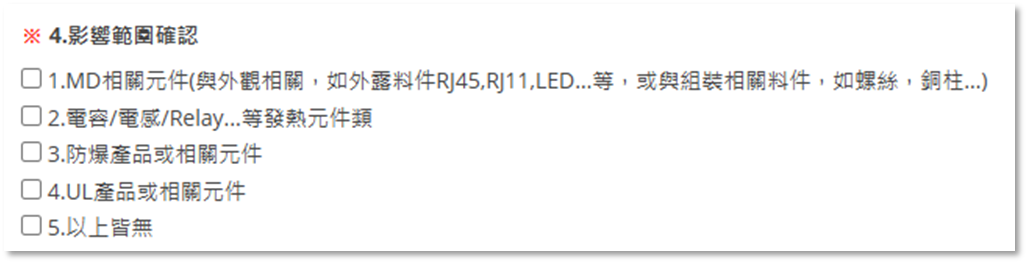 ※ 4.影響範圍確認
1.MD相關元件(與外觀相關，如外露料件RJ45,RJ11,LED...等，或與組裝相關料件，如螺絲，銅柱...)
2.電容/電感/Relay...等發熱元件類
3.防爆產品或相關元件
4.UL產品或相關元件
5.以上皆無